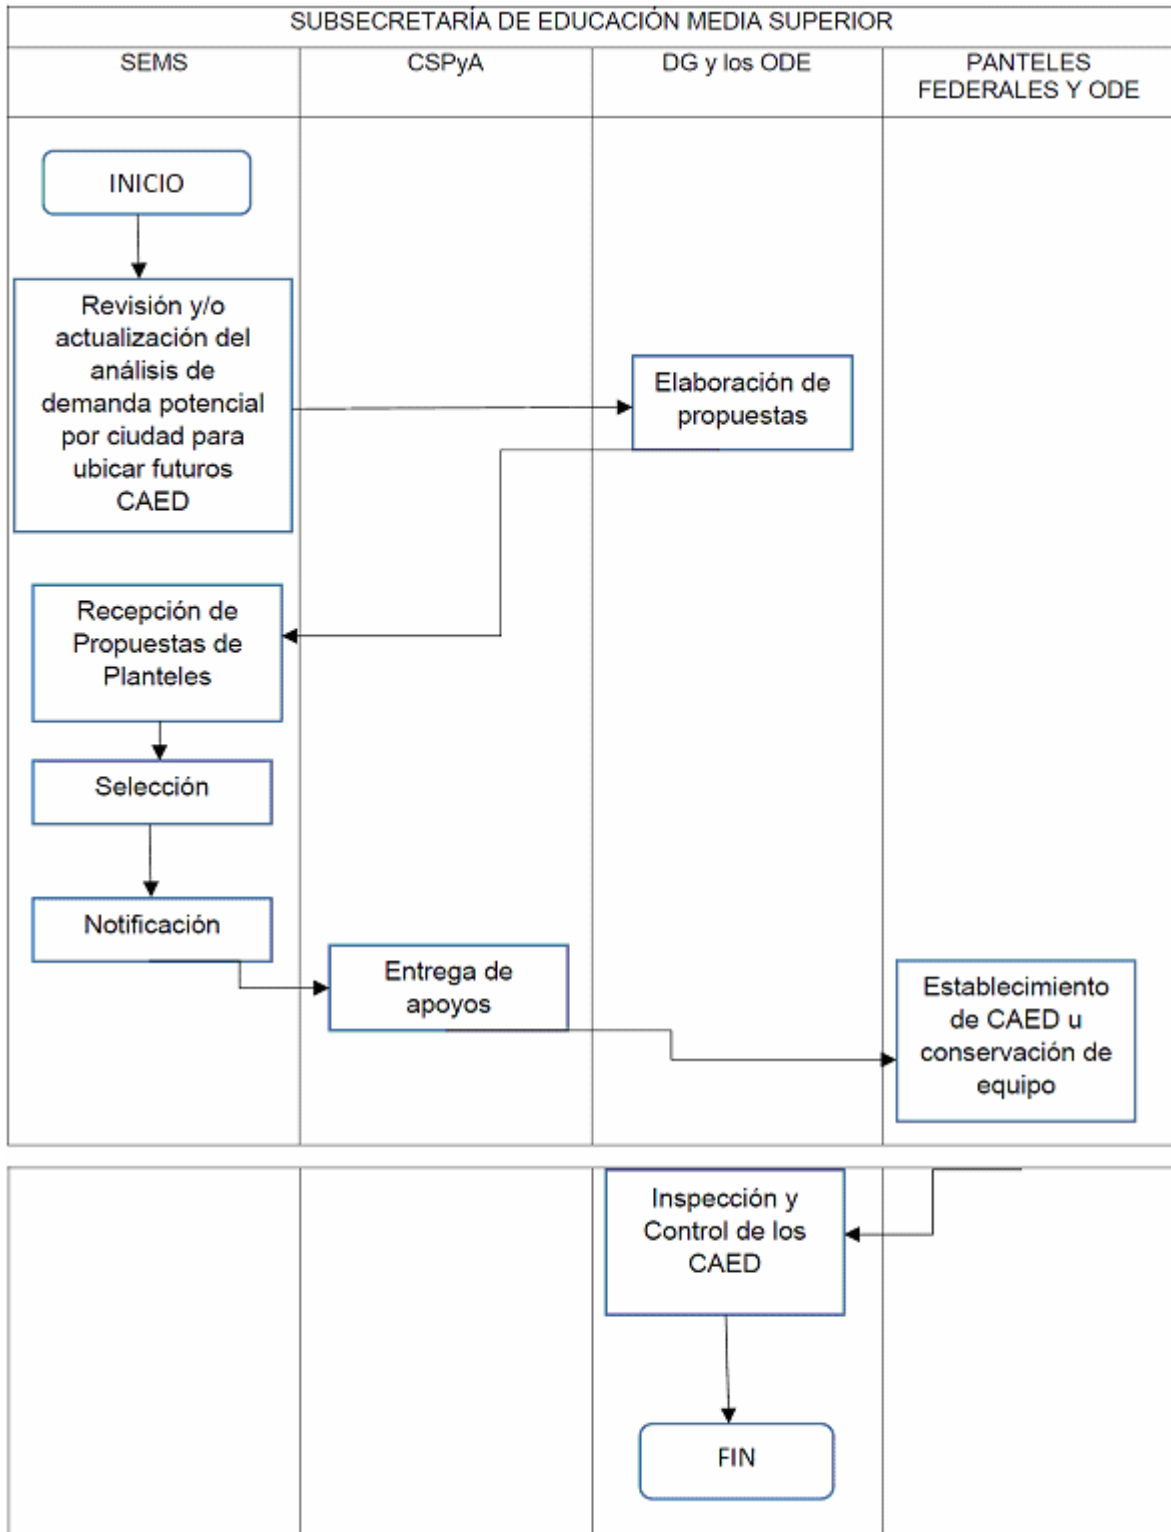 SUBSECRETARÍA DE EDUCACIÓN MEDIA SUPERIOR
SEMS
CSPyA
DG y los ODE
PANTELES
FEDERALES Y ODE
INICIO
Revisión y/o
actualización del
análisis de
demanda potencial
por ciudad para
ubicar futuros
CAED
Elaboración de
propuestas
Recepción de
Propuestas de
Planteles
Selección
Notificación
Entrega de
apoyos
Establecimiento
de CAED u
conservación de
equipo
Inspección y
Control de los
CAED
FIN